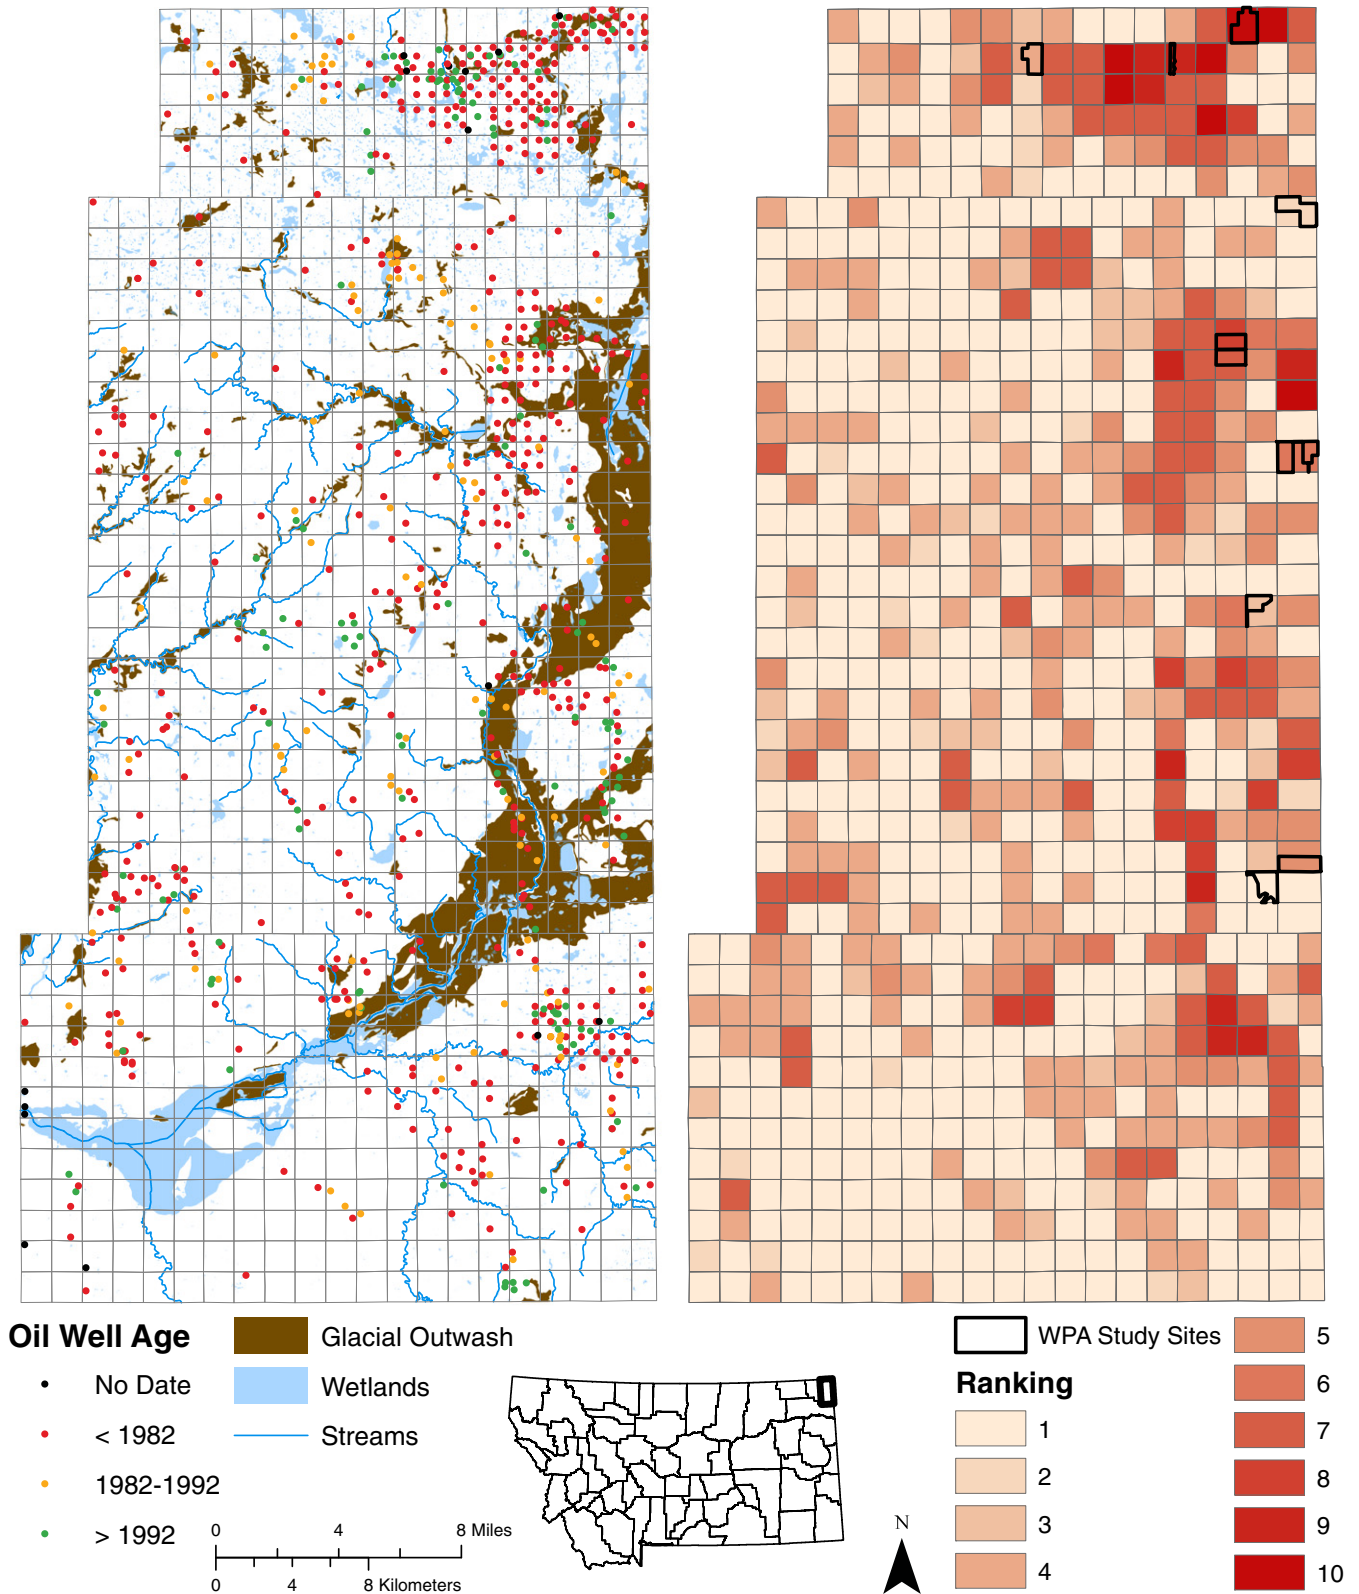 Oil Well Age
No Date
< 1982
1982-1992
> 1992
Glacial Outwash
Wetlands
Streams
0 4 8 Miles
0 4 8 Kilometers
N
WPA Study Sites
Ranking
1
2
3
4
5
6
7
8
9
10